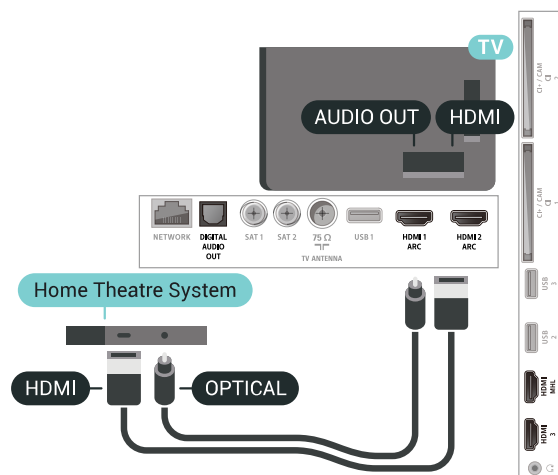 TV
AUDIO OUT
HDMI
NETWORK
DIGITAL
AUDIO
OUT
SAT 1
SAT 2
75 Ω
TV ANTENNA
USB 1
HDMI 1
ARC
HDMI 2
ARC
Home Theatre System
HDMI
OPTICAL
CI+ / CAM
2
CI+ / CAM
1
USB
3
USB
2
HDMI
MHL
HDMI
3